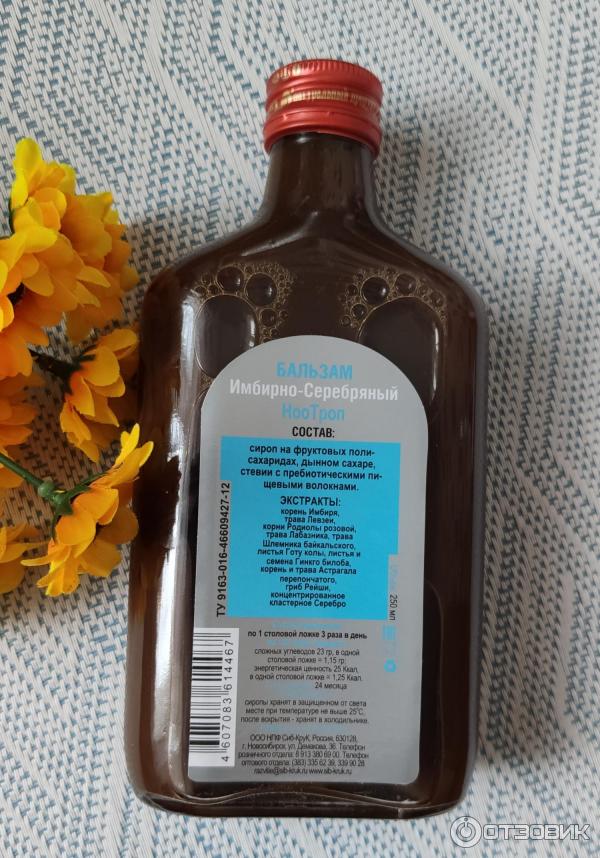 БАЛЬЗАМ
Имбирно-Серебряный
НооТроп
СОСТАВ:
сироп на фруктовых поли-
сахаридах, дынном сахаре,
стевии с пребиотическими пи-
щевыми волокнами.
ЭКСТРАКТЫ:
корень Имбиря,
трава Левзеи,
корни Родиолы розовой,
трава Лабазника, трава
Шлемника байкальского,
листья Готу колы, листья и
семена Гинкго билоба,
корень и трава Астрагала
перепончатого,
гриб Рейши,
концентрированное
кластерное Серебро
по 1 столовой ложке 3 раза в день
сложных углеводов 23 гр, в одной
столовой ложке = 1,15 гр;
энергетическая ценность 25 Ккал,
в одной столовой ложке = 1,25 Ккал.
24 месяца
сиропы хранят в защищенном от света
месте при температуре не выше 25°С,
после вскрытия - хранят в холодильнике.
ООО НПФ Сиб-КруК, Россия, 630128,
г. Новосибирск, ул. Демакова, 36. Телефон
розничного отдела: 8 913 380 69 00. Телефон
оптового отдела: (383) 335 62 39, 339 90 28
razvitie@sib-kruk.ru www.sib-kruk.ru
ТУ 9163-016-46609427-12
4 607083 614467
250 мл
ОТЗОВИК